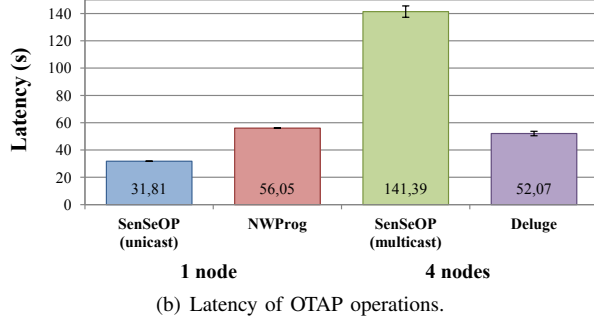 Latency (s)
140
120
100
80
60
40
20
0
31,81
56,05
141,39
52,07
SenSeOP
(unicast)
NWProg
SenSeOP
(multicast)
Deluge
1 node
4 nodes
(b) Latency of OTAP operations.